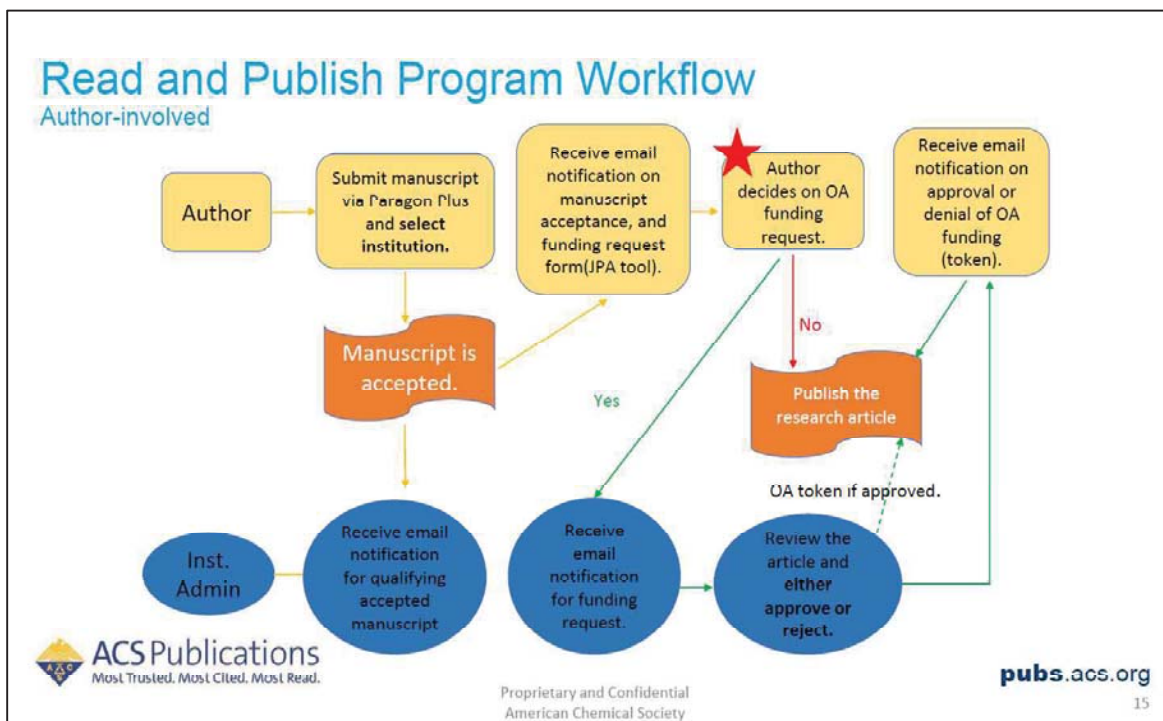 Read and Publish Program Workflow
Author-involved
Author
Submit manuscript
via Paragon Plus
and select
institution.
Receive email
notification on
manuscript
acceptance, and
funding request
form(JPA tool).
Author
decides on OA
funding
request.
Receive email
notification on
approval or
denial of OA
funding
(token).
No
Manuscript is
accepted.
Publish the
research article
Yes
OA token if approved.
Inst.
Admin
Receive email
notification
for qualifying
accepted
manuscript
Receive
email
notification
for funding
request.
Review the
article and
either
approve or
reject.
ACS Publications
Most Trusted. Most Cited. Most Read.
Proprietary and Confidential
American Chemical Society
pubs.acs.org
15